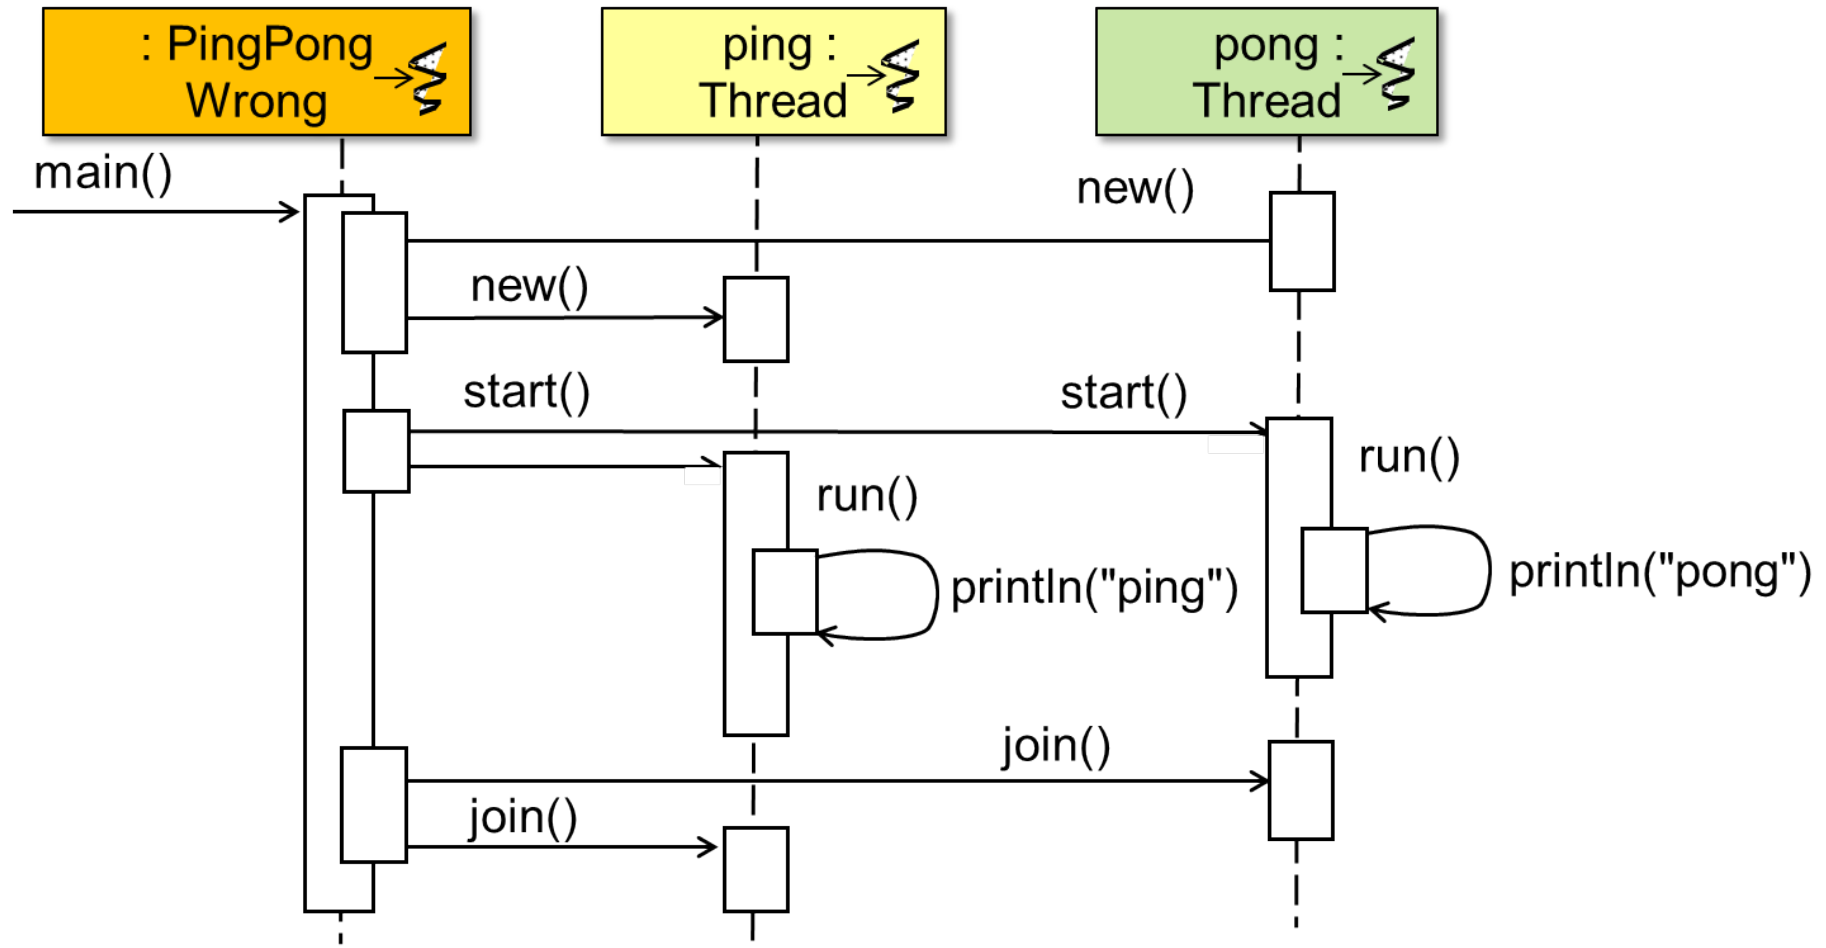 : PingPong
Wrong
ping :
Thread
pong :
Thread
main()
new()
new()
start()
start()
run()
run()
println("ping")
println("pong")
join()
join()